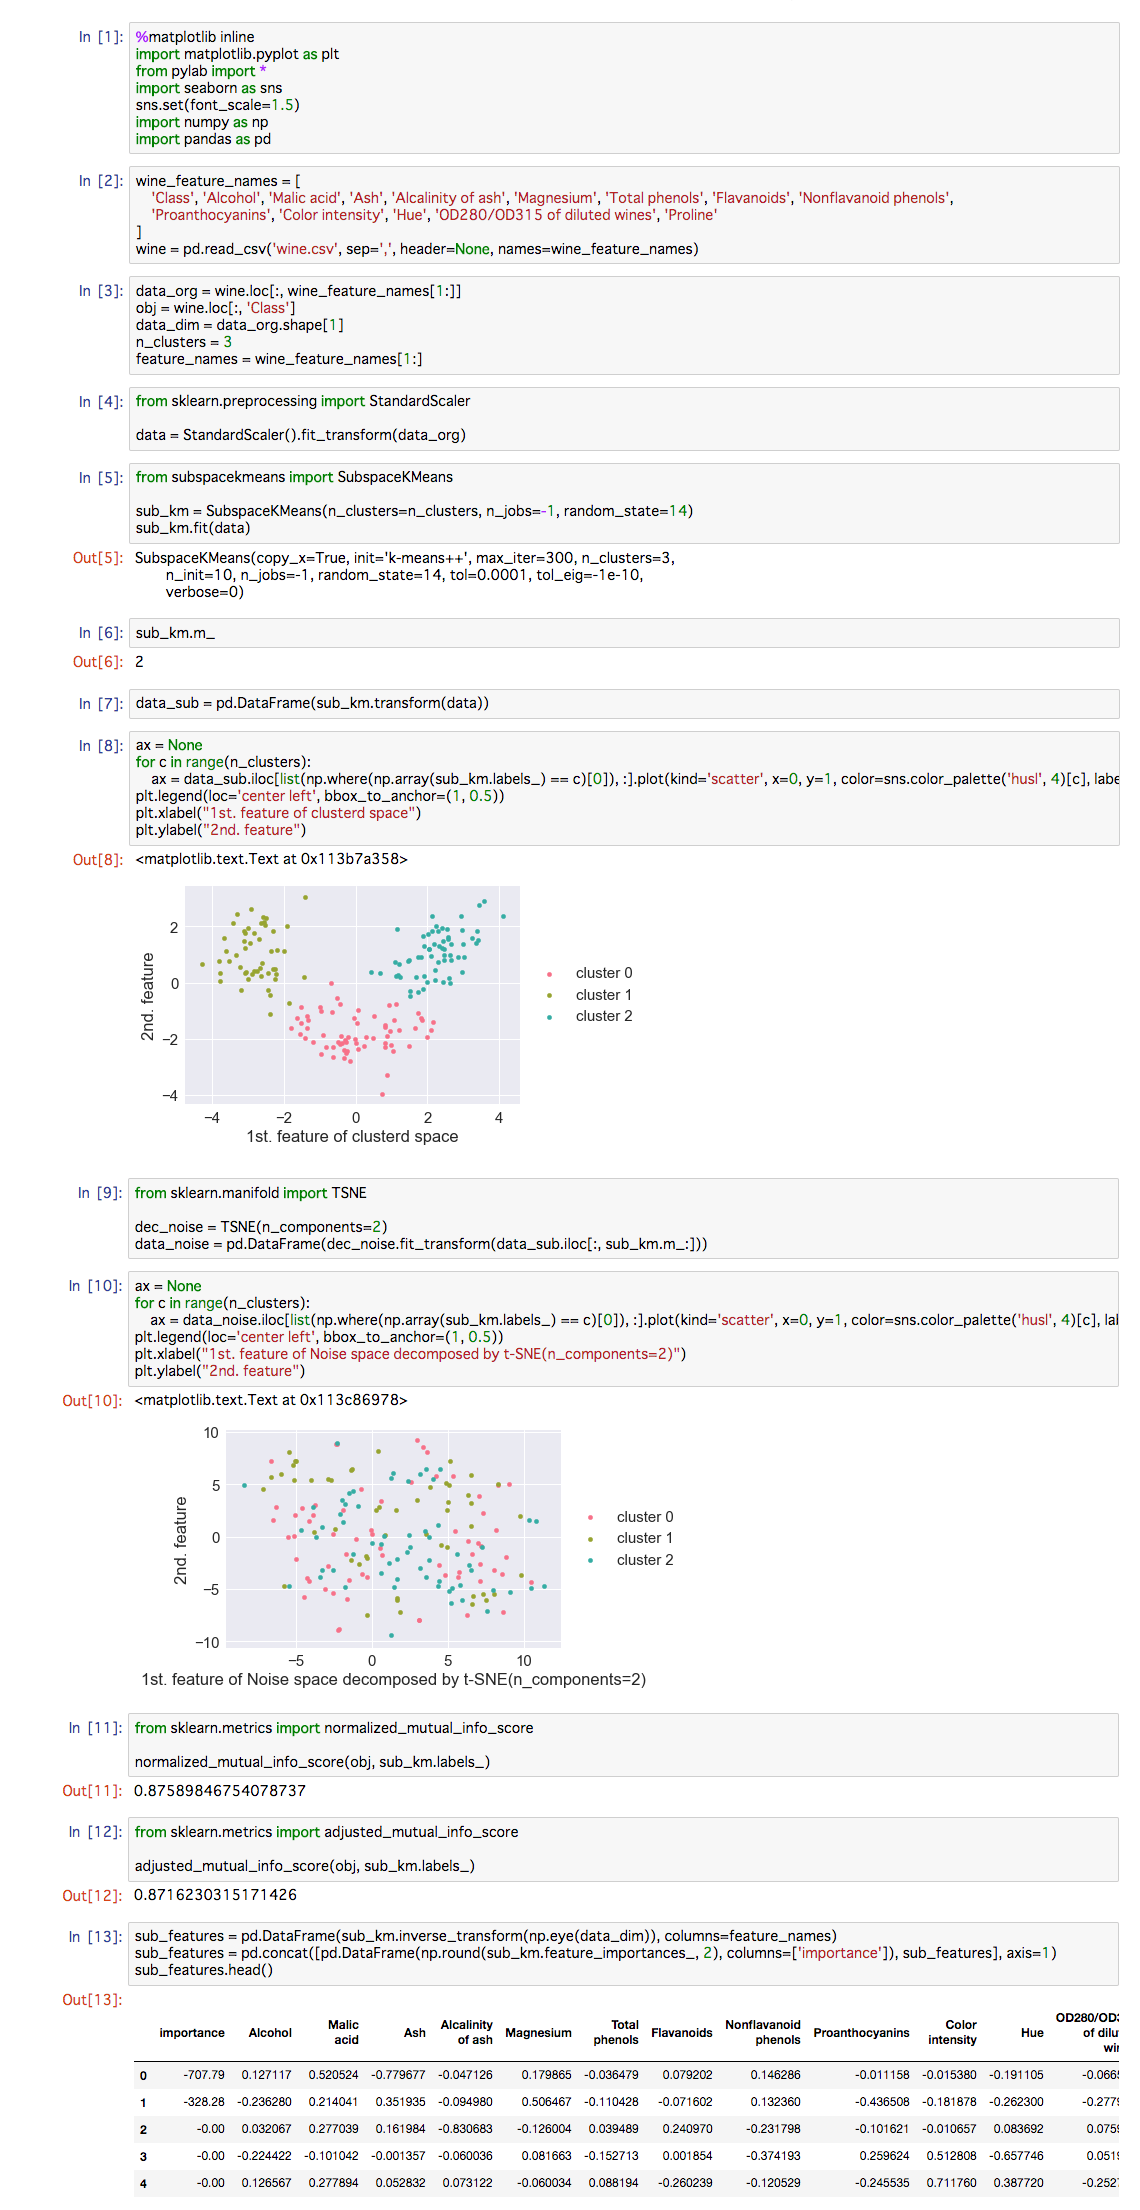 In [1]:
%matplotlib inline
import matplotlib.pyplot as plt
from pylab import *
import seaborn as sns
sns.set(font_scale=1.5)
import numpy as np
import pandas as pd
In [2]:
wine_feature_names = [
'Class', 'Alcohol', 'Malic acid', 'Ash', 'Alcalinity of ash', 'Magnesium', 'Total phenols', 'Flavanoids', 'Nonflavanoid phenols',
'Proanthocyanins', 'Color intensity', 'Hue', 'OD280/OD315 of diluted wines', 'Proline'
]
wine = pd.read_csv('wine.csv', sep=',', header=None, names=wine_feature_names)
In [3]:
data_org = wine.loc[:, wine_feature_names[1:]]
obj = wine.loc[:, 'Class']
data_dim = data_org.shape[1]
n_clusters = 3
feature_names = wine_feature_names[1:]
In [4]:
from sklearn.preprocessing import StandardScaler
data = StandardScaler().fit_transform(data_org)
In [5]:
from subspacekmeans import SubspaceKMeans
sub_km = SubspaceKMeans(n_clusters=n_clusters, n_jobs=-1, random_state=14)
sub_km.fit(data)
Out[5]:
SubspaceKMeans(copy_x=True, init='k-means++', max_iter=300, n_clusters=3,
n_init=10, n_jobs=-1, random_state=14, tol=0.0001, tol_eig=-1e-10,
verbose=0)
In [6]:
sub_km.m_
Out[6]:
2
In [7]:
data_sub = pd.DataFrame(sub_km.transform(data))
In [8]:
ax = None
for c in range(n_clusters):
ax = data_sub.iloc[list(np.where(np.array(sub_km.labels_) == c)[0]), :].plot(kind='scatter', x=0, y=1, color=sns.color_palette('husl', 4)[c], labe
plt.legend(loc='center left', bbox_to_anchor=(1, 0.5))
plt.xlabel("1st. feature of clusterd space")
plt.ylabel("2nd. feature")
Out[8]:
<matplotlib.text.Text at 0x113b7a358>
2
0
−2
−4
2nd. feature
−4 −2 0 2 4
1st. feature of clusterd space
cluster 0
cluster 1
cluster 2
In [9]:
from sklearn.manifold import TSNE
dec_noise = TSNE(n_components=2)
data_noise = pd.DataFrame(dec_noise.fit_transform(data_sub.iloc[:, sub_km.m_:]))
In [10]:
ax = None
for c in range(n_clusters):
ax = data_noise.iloc[list(np.where(np.array(sub_km.labels_) == c)[0]), :].plot(kind='scatter', x=0, y=1, color=sns.color_palette('husl', 4)[c], lal
plt.legend(loc='center left', bbox_to_anchor=(1, 0.5))
plt.xlabel("1st. feature of Noise space decomposed by t-SNE(n_components=2)")
plt.ylabel("2nd. feature")
Out[10]:
<matplotlib.text.Text at 0x113c86978>
10
5
0
−5
−10
2nd. feature
−5 0 5 10
1st. feature of Noise space decomposed by t-SNE(n_components=2)
cluster 0
cluster 1
cluster 2
In [11]:
from sklearn.metrics import normalized_mutual_info_score
normalized_mutual_info_score(obj, sub_km.labels_)
Out[11]:
0.87589846754078737
In [12]:
from sklearn.metrics import adjusted_mutual_info_score
adjusted_mutual_info_score(obj, sub_km.labels_)
Out[12]:
0.8716230315171426
In [13]:
sub_features = pd.DataFrame(sub_km.inverse_transform(np.eye(data_dim)), columns=feature_names)
sub_features = pd.concat([pd.DataFrame(np.round(sub_km.feature_importances_, 2), columns=['importance']), sub_features], axis=1)
sub_features.head()
Out[13]:
importance Alcohol Malic acid Ash Alcalinity of ash Magnesium Total phenols Flavanoids Nonflavanoid phenols Proanthocyanins Color intensity Hue OD280/OD3 of dilu wi
0 -707.79 0.127117 0.520524 -0.779677 -0.047126 0.179865 -0.036479 0.079202 0.146286 -0.011158 -0.015380 -0.191105 -0.066
1 -328.28 -0.236280 0.214041 0.351935 -0.094980 0.506467 -0.110428 -0.071602 0.132360 -0.436508 -0.181878 -0.262300 -0.277
2 -0.00 0.032067 0.277039 0.161984 -0.830683 -0.126004 0.039489 0.240970 -0.231798 -0.101621 -0.010657 0.083692 0.075
3 -0.00 -0.224422 -0.101042 -0.001357 -0.060036 0.081663 -0.152713 0.001854 -0.374193 0.259624 0.512808 -0.657746 0.051
4 -0.00 0.126567 0.277894 0.052832 0.073122 -0.060034 0.088194 -0.260239 -0.120529 -0.245535 0.711760 0.387720 -0.252